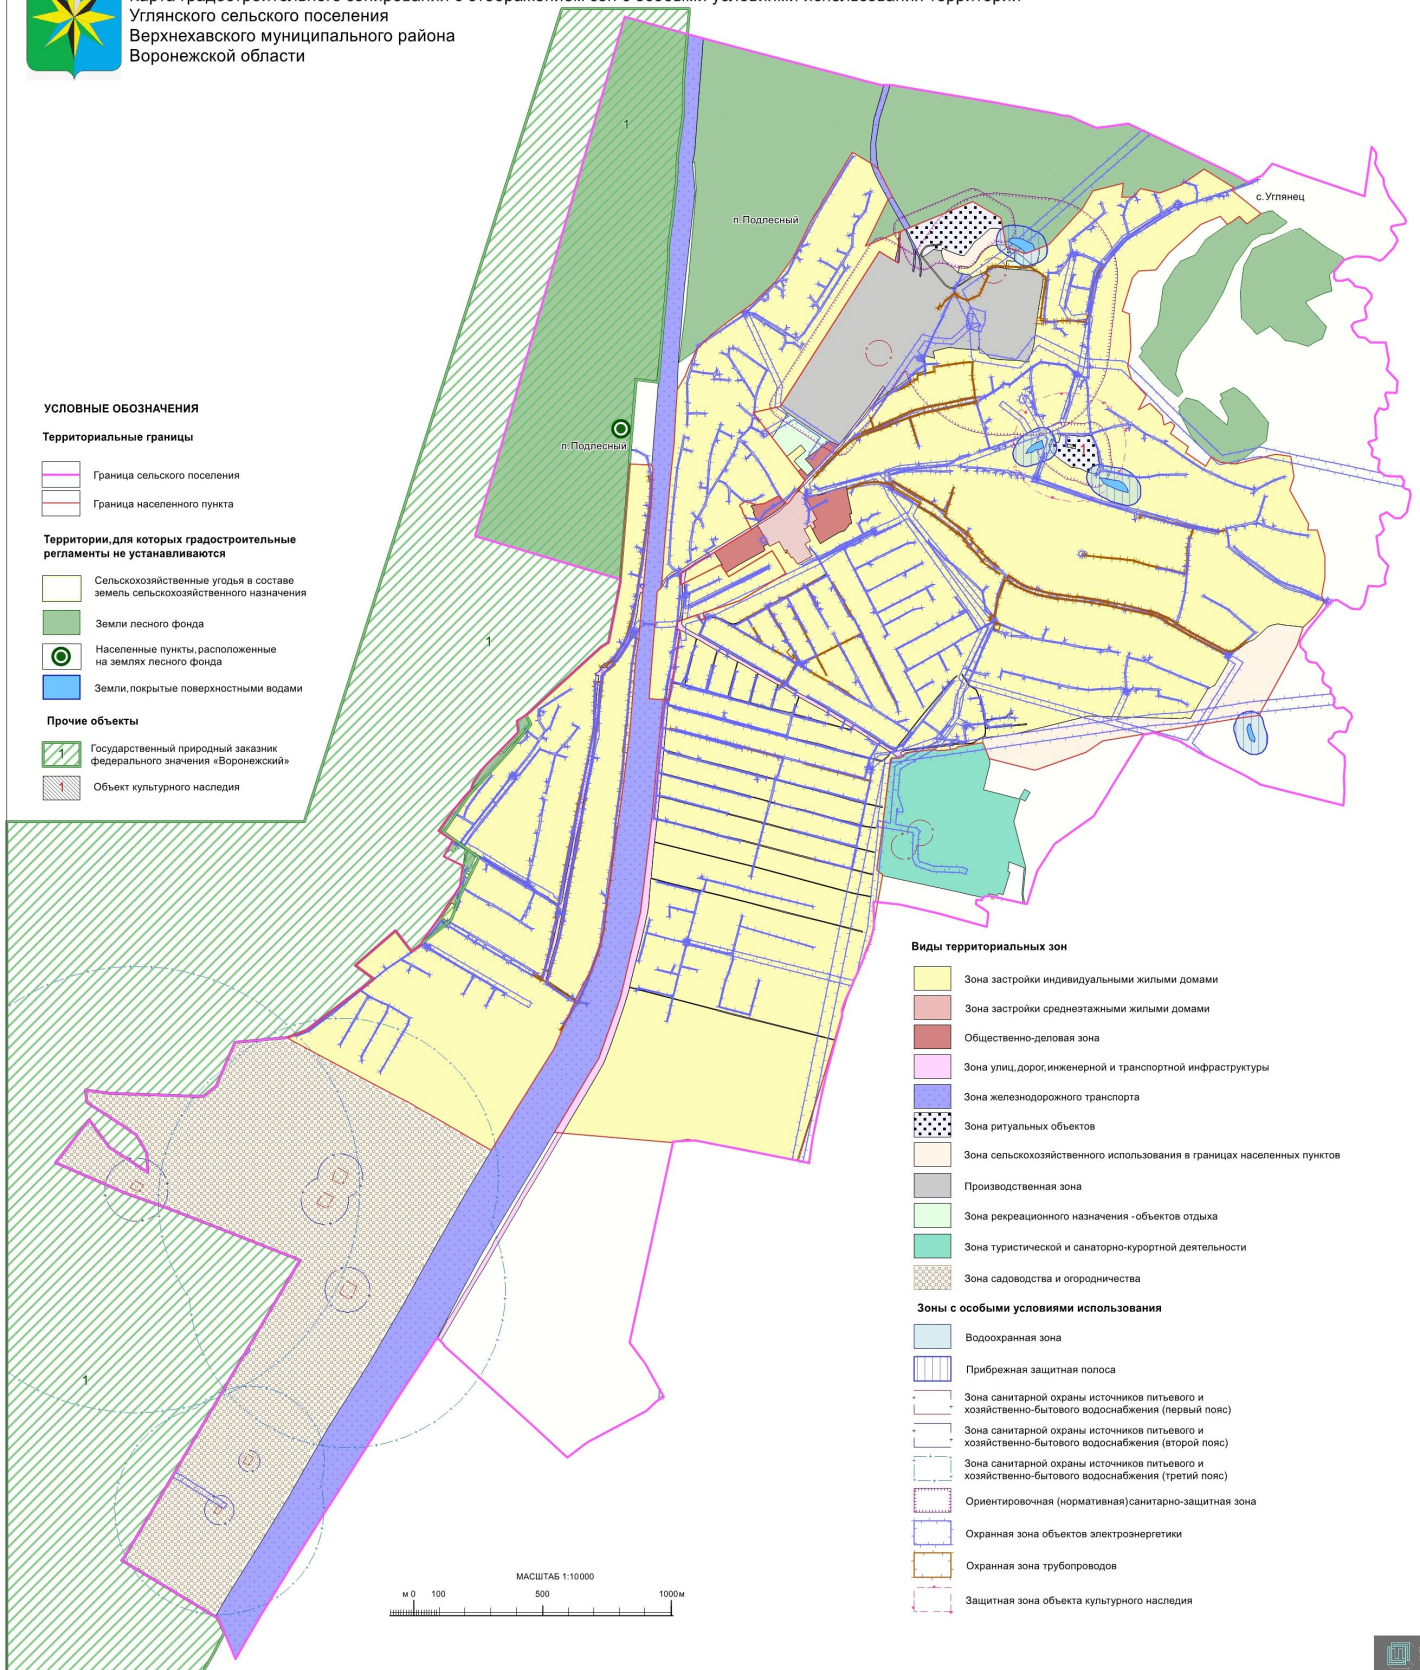 Углянского сельского поселения
Верхнехавского муниципального района
Воронежской области
1
п.Подлесный
с.Углянец
УСЛОВНЫЕ ОБОЗНАЧЕНИЯ
Территориальные границы
Граница сельского поселения
Граница населенного пункта
Территории,для которых градостроительные
регламенты не устанавливаются
Сельскохозяйственные угодья в составе
земель сельскохозяйственного назначения
Земли лесного фонда
Населенные пункты,расположенные
на землях лесного фонда
Земли,покрытые поверхностными водами
Прочие объекты
1
Государственный природный заказник
федерального значения «Воронежский»
1
Объект культурного наследия
п.Подлесный
1
1
1
Виды территориальных зон
Зона застройки индивидуальными жилыми домами
Зона застройки среднеэтажными жилыми домами
Общественно-деловая зона
Зона улиц,дорог,инженерной и транспортной инфраструктуры
Зона железнодорожного транспорта
Зона ритуальных объектов
Зона сельскохозяйственного использования в границах населенных пунктов
Производственная зона
Зона рекреационного назначения -объектов отдыха
Зона туристической и санаторно-курортной деятельности
Зона садоводства и огородничества
Зоны с особыми условиями использования
Водоохранная зона
Прибрежная защитная полоса
Зона санитарной охраны источников питьевого и
хозяйственно-бытового водоснабжения (первый пояс)
Зона санитарной охраны источников питьевого и
хозяйственно-бытового водоснабжения (второй пояс)
Зона санитарной охраны источников питьевого и
хозяйственно-бытового водоснабжения (третий пояс)
Ориентировочная (нормативная)санитарно-защитная зона
Охранная зона объектов электроэнергетики
Охранная зона трубопроводов
Защитная зона объекта культурного наследия
МАСШТАБ 1:10000
м 0 100 500 1000м